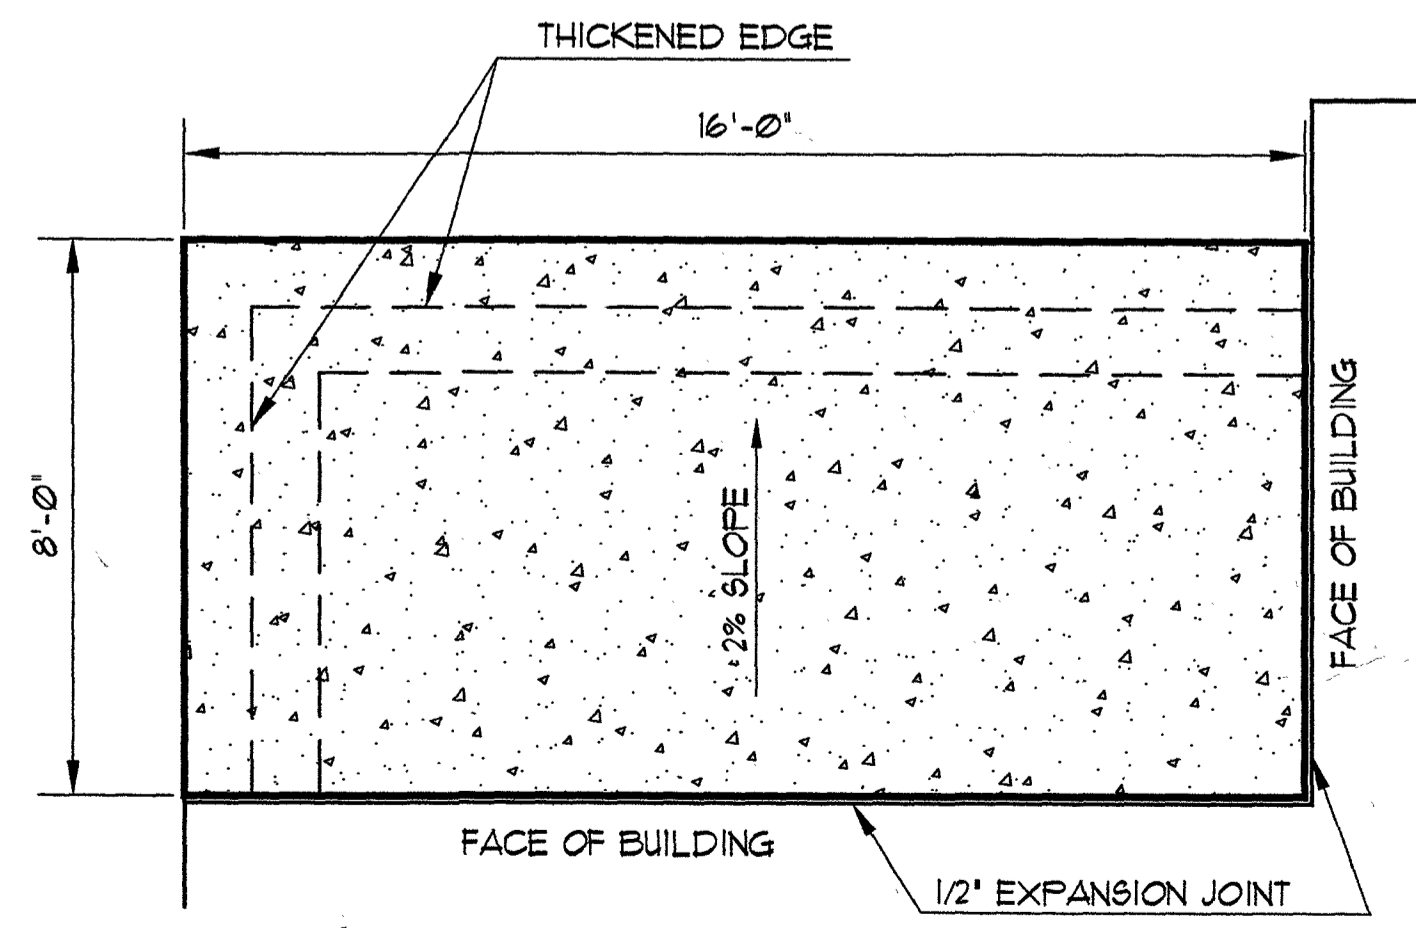 THICKENED EDGE
16'-0"
8'-0"
2% SLOPE
FACE OF BUILDING
FACE OF BUILDING
1/2" EXPANSION JOINT